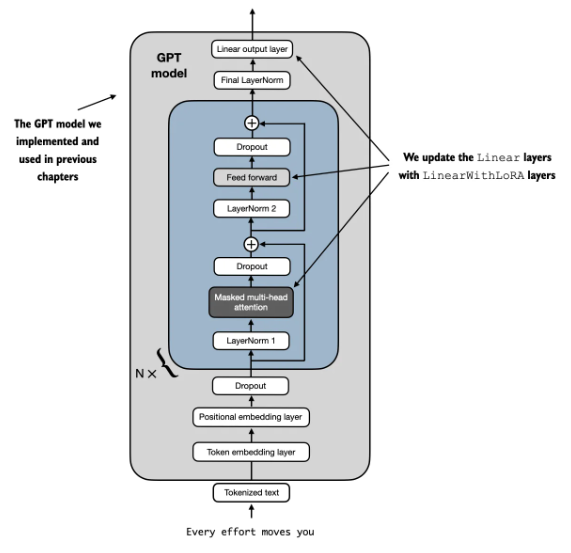 Linear output layer
GPT
model
Final LayerNorm
The GPT model we
implemented and
used in previous
chapters
Dropout
Feed forward
We update the Linear layers
with LinearWithLoRA layers
LayerNorm 2
Dropout
Masked multi-head
attention
LayerNorm 1
N×
Dropout
Positional embedding layer
Token embedding layer
Tokenized text
Every effort moves you